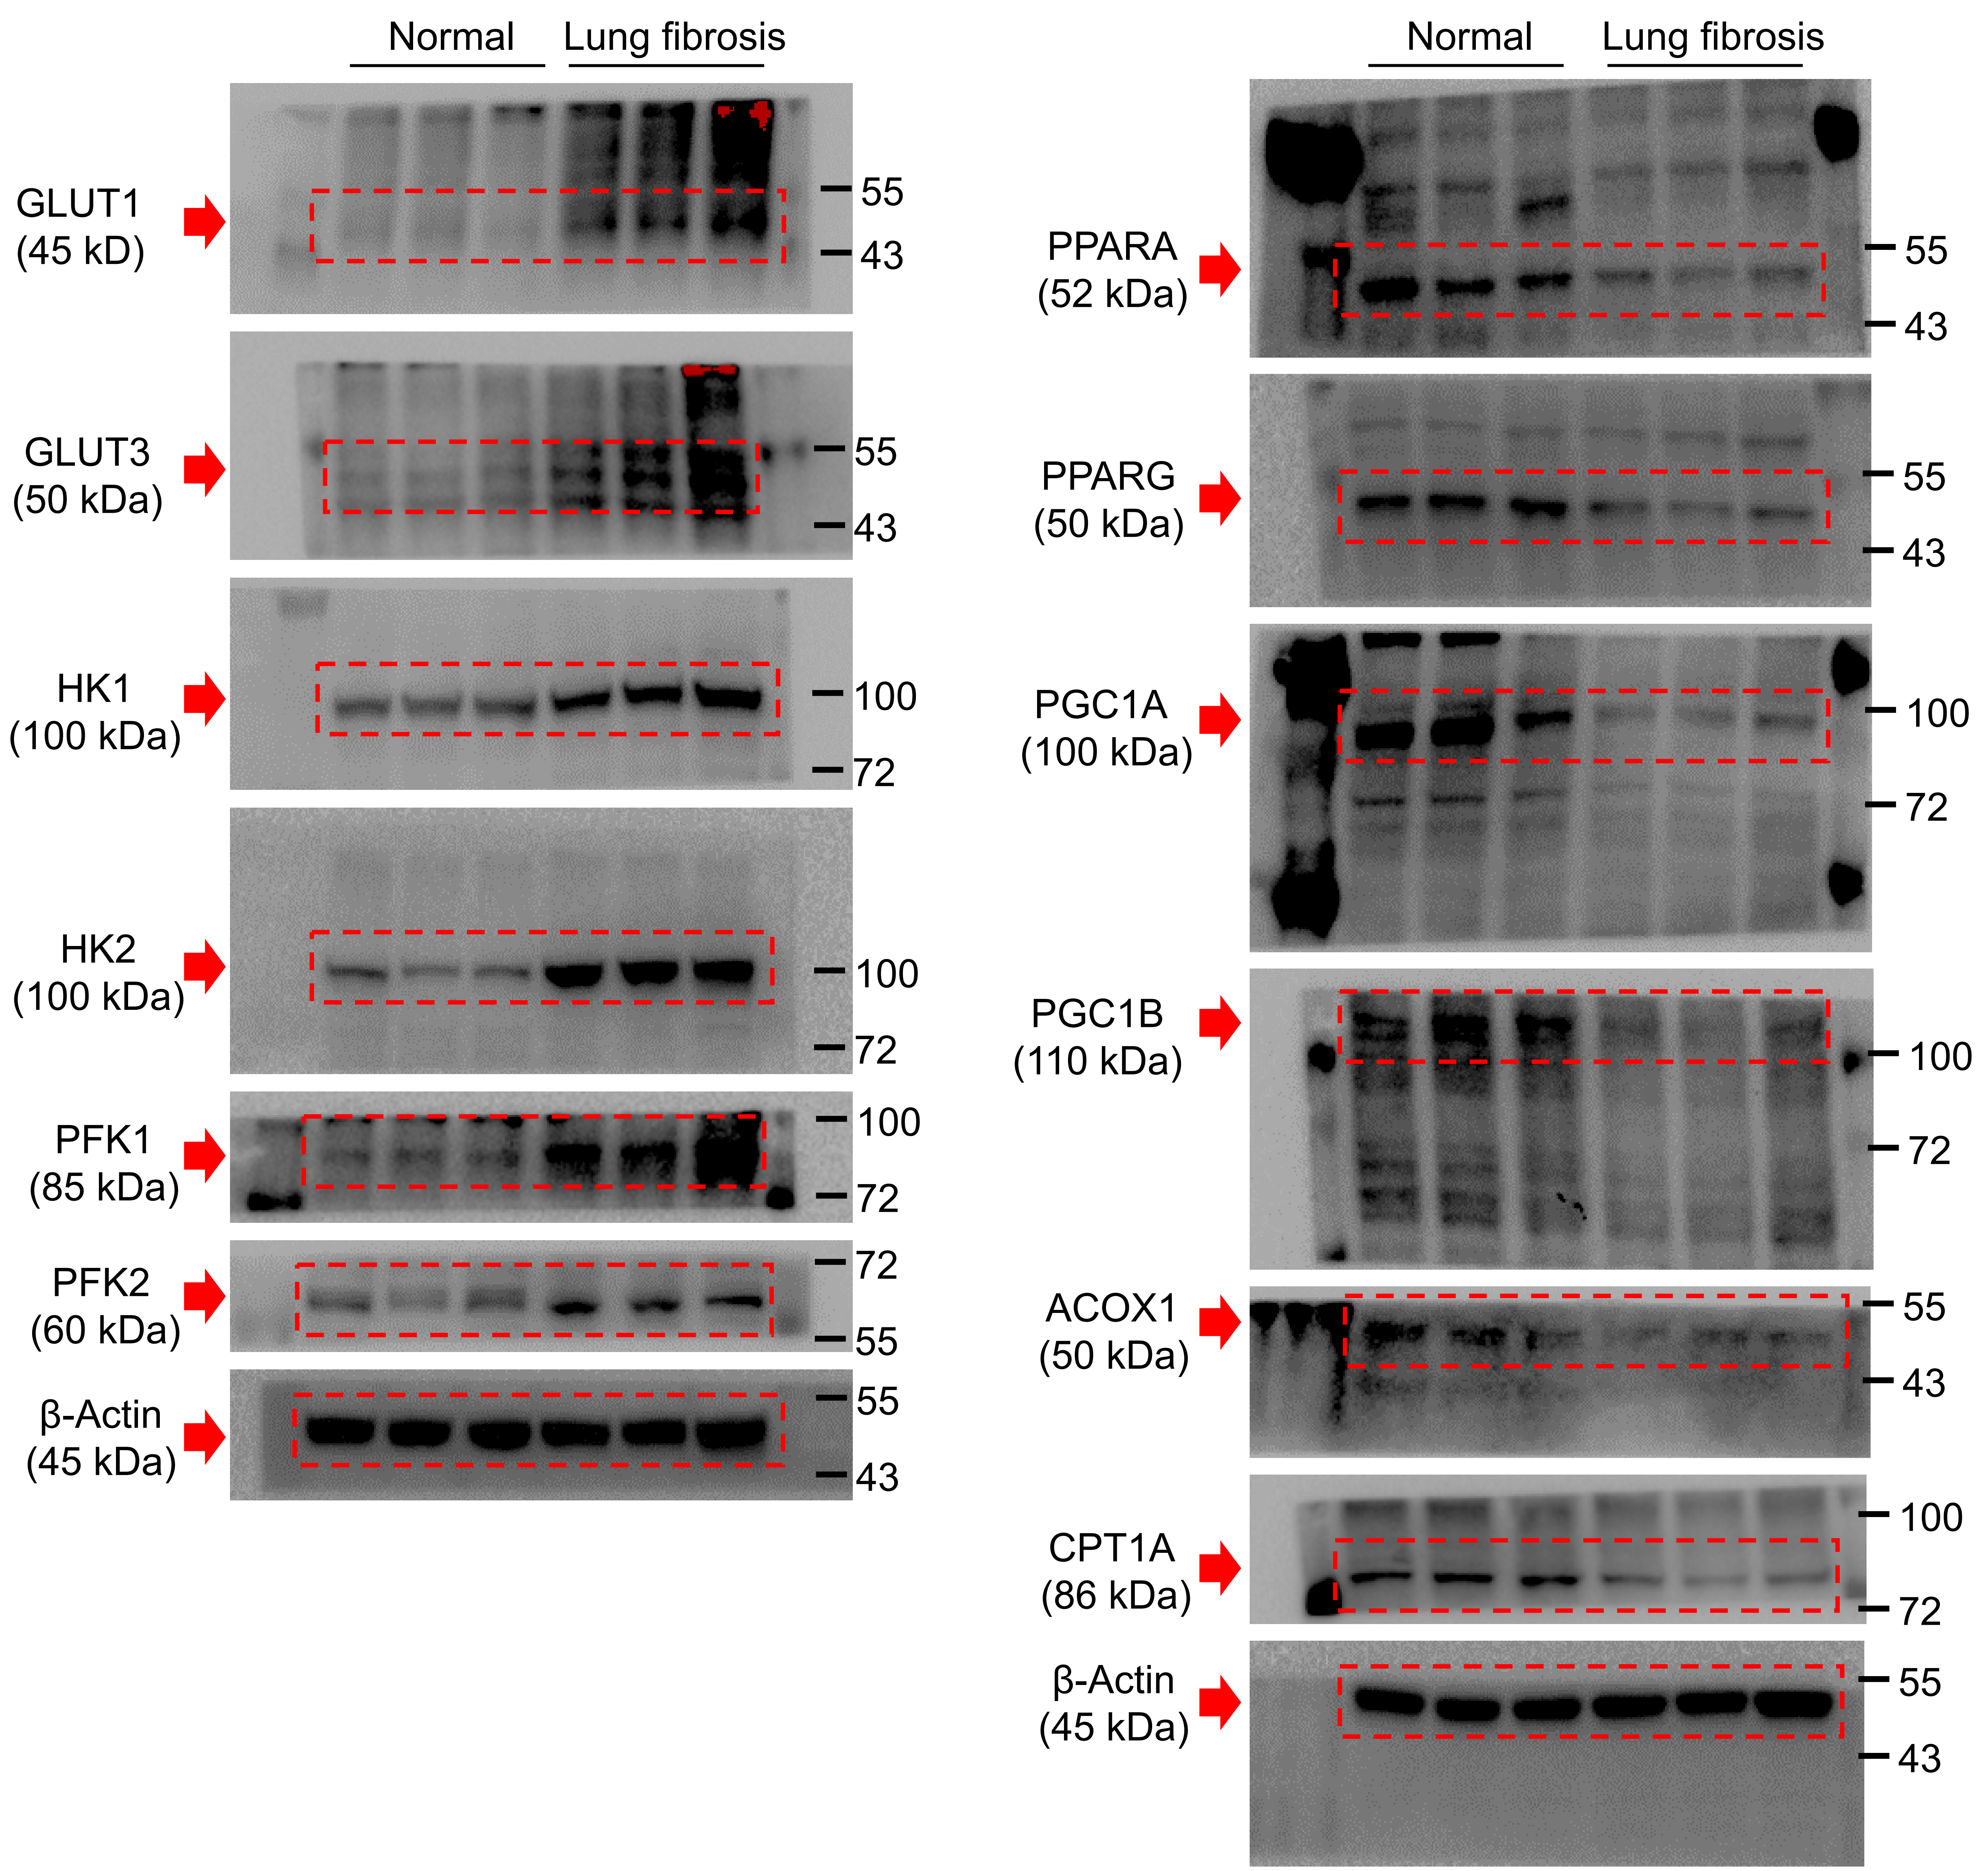 Normal
Lung fibrosis
GLUT1
(45 kD)
55
43
GLUT3
(50 kDa)
55
43
HK1
(100 kDa)
100
72
HK2
(100 kDa)
100
72
PFK1
(85 kDa)
100
72
PFK2
(60 kDa)
72
55
β-Actin
(45 kDa)
55
43
Normal
Lung fibrosis
PPARA
(52 kDa)
55
43
PPARG
(50 kDa)
55
43
PGC1A
(100 kDa)
100
72
PGC1B
(110 kDa)
100
72
ACOX1
(50 kDa)
55
43
CPT1A
(86 kDa)
100
72
β-Actin
(45 kDa)
55
43